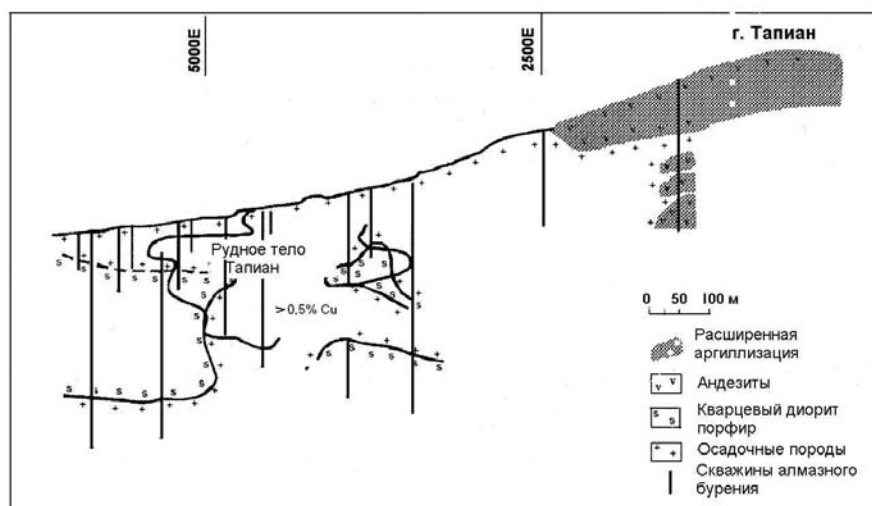 г. Тапиан
5000E
2500E
Рудное тело
Тапиан
>0,5% Cu
0 50 100 м
Расширенная
аргиллизация
Андезиты
Кварцевый диорит
порфир
Осадочные породы
Скважины алмазного
бурения